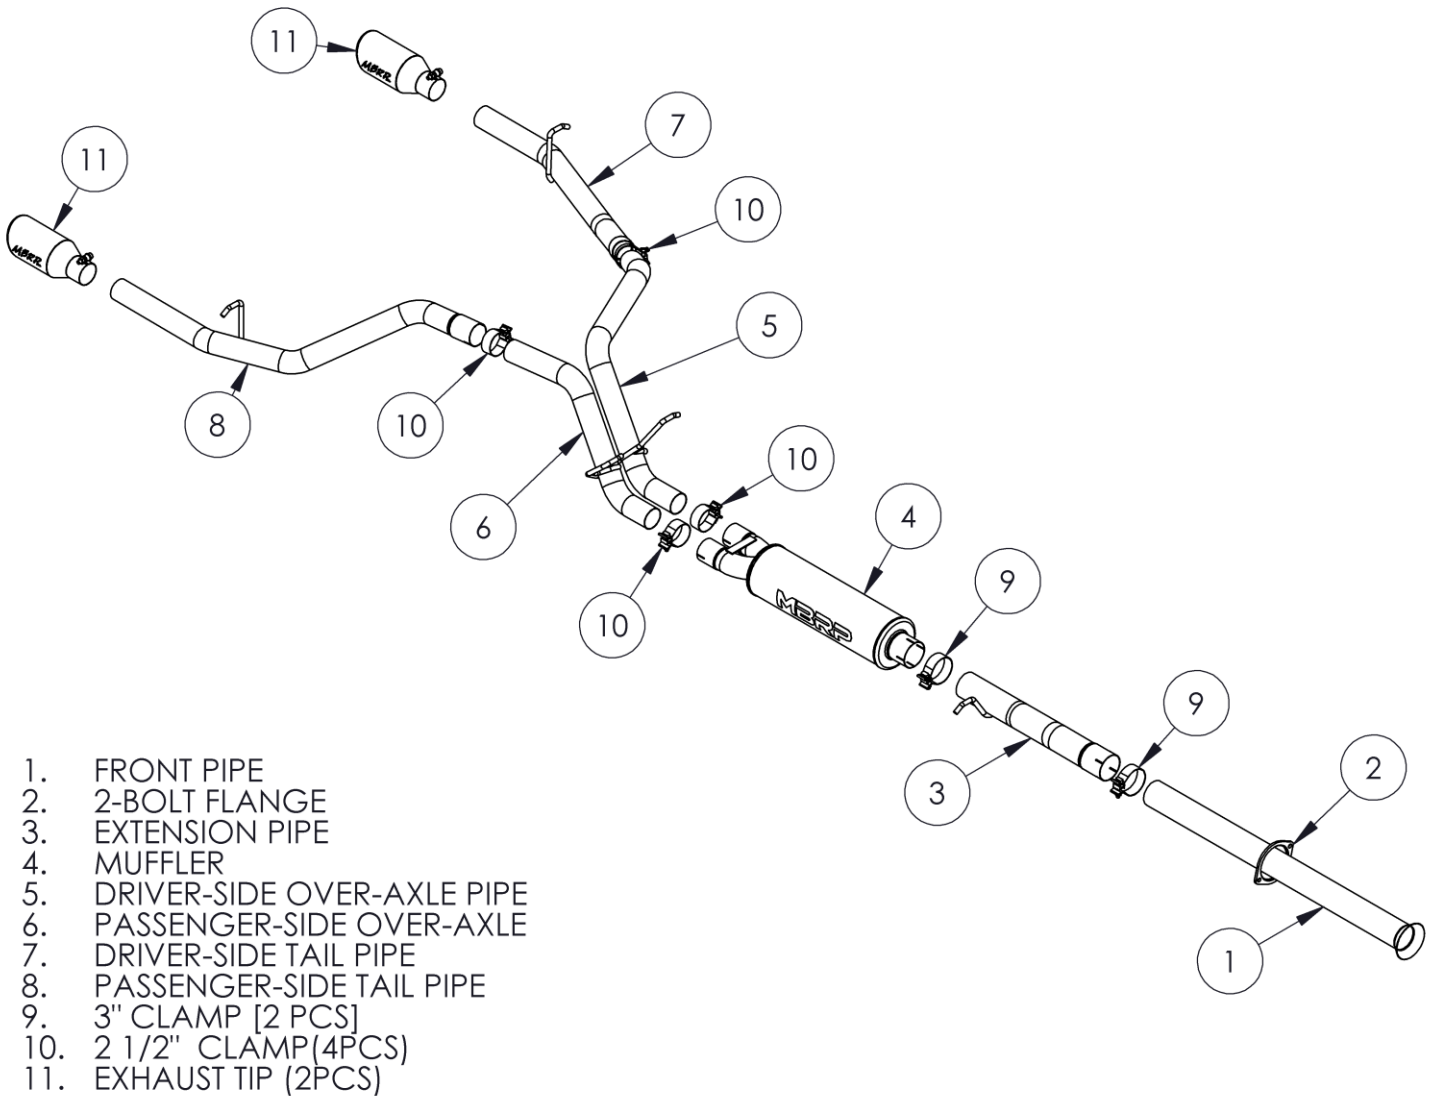 11
MBRP
7
11
10
MBRP
5
8
10
10
6
4
9
10
MBRP
9
3
2
1
1. FRONT PIPE
2. 2-BOLT FLANGE
3. EXTENSION PIPE
4. MUFFLER
5. DRIVER-SIDE OVER-AXLE PIPE
6. PASSENGER-SIDE OVER-AXLE
7. DRIVER-SIDE TAIL PIPE
8. PASSENGER-SIDE TAIL PIPE
9. 3" CLAMP [2 PCS]
10. 2 1/2" CLAMP(4PCS)
11. EXHAUST TIP (2PCS)